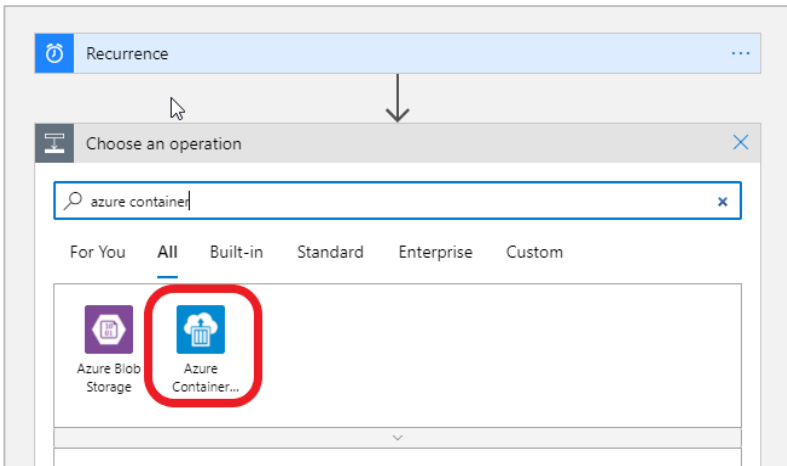 Recurrence
Choose an operation
azure container
For You All Built-in Standard Enterprise Custom
Azure Blob
Storage
Azure
Container...